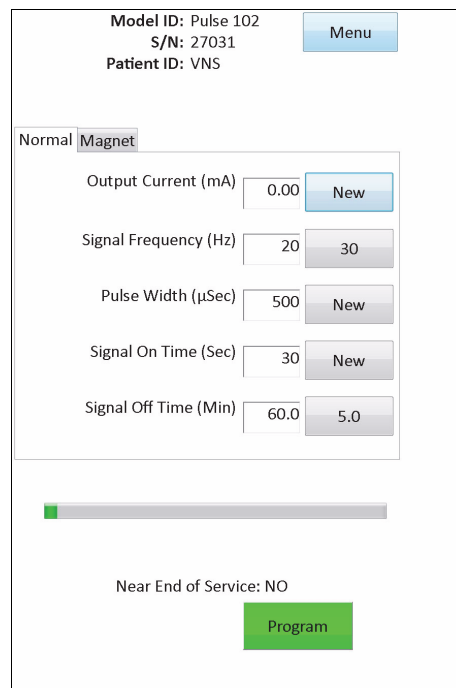 Model ID: Pulse 102
Menu
S/N: 27031
Patient ID: VNS
Normal Magnet
Output Current (mA) 0.00 New
Signal Frequency (Hz) 20 30
Pulse Width (µSec) 500 New
Signal On Time (Sec) 30 New
Signal Off Time (Min) 60.0 5.0
Near End of Service: NO
Program